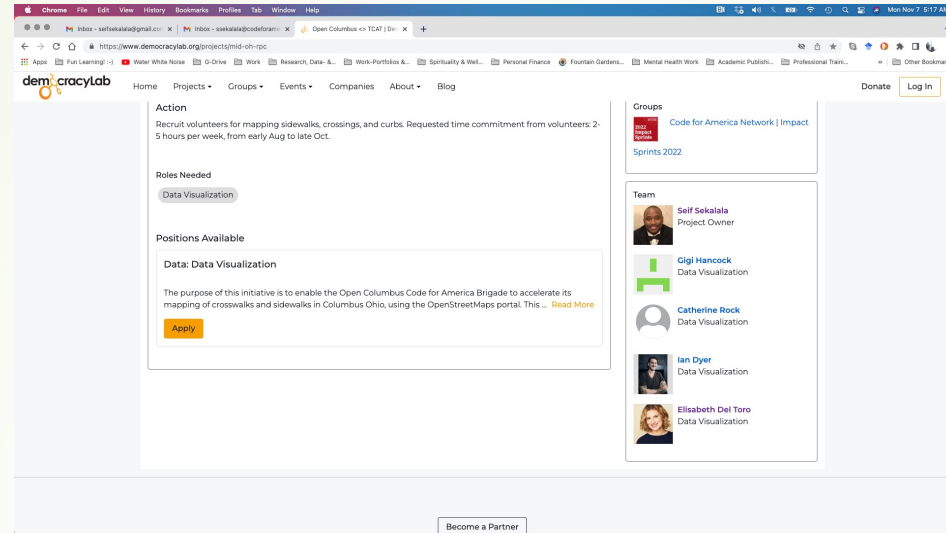 Chrome File Edit View History Bookmarks Profiles Tab Window Help
Mon Nov 7 5:17 AM
Inbox - seifsekalala@gmail.com
Inbox - ssekalala@codeforame
Open Columbus <> TCAT | Der
https://www.democracylab.org/projects/mid-oh-rpc
Apps Fun Learning! :-) Water White Noise G-Drive Work Research, Data- &... Work-Portfolios &... Spirituality & Well... Personal Finance Fountain Gardens... Mental Health Work Academic Publishi... Professional Traini... » Other Bookmar
democracyLab
Home Projects Groups Events Companies About Blog Donate Log In
Action
Recruit volunteers for mapping sidewalks, crossings, and curbs. Requested time commitment from volunteers: 2-
5 hours per week, from early Aug to late Oct.
Roles Needed
Data Visualization
Positions Available
Data: Data Visualization
The purpose of this initiative is to enable the Open Columbus Code for America Brigade to accelerate its
mapping of crosswalks and sidewalks in Columbus Ohio, using the OpenStreetMaps portal. This ... Read More
Apply
Groups
2022
Impact
Sprints
Code for America Network | Impact
Sprints 2022
Team
Seif Sekalala
Project Owner
Gigi Hancock
Data Visualization
Catherine Rock
Data Visualization
Ian Dyer
Data Visualization
Elisabeth Del Toro
Data Visualization
Become a Partner